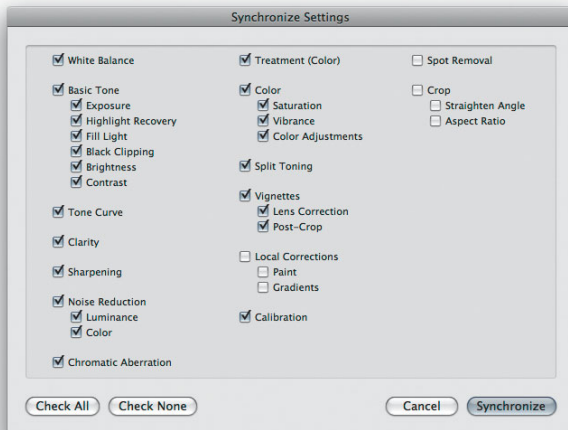 Synchronize Settings
White Balance
Basic Tone
Exposure
Highlight Recovery
Fill Light
Black Clipping
Brightness
Contrast
Tone Curve
Clarity
Sharpening
Noise Reduction
Luminance
Color
Chromatic Aberration
Treatment (Color)
Color
Saturation
Vibrance
Color Adjustments
Split Toning
Vignettes
Lens Correction
Post-Crop
Local Corrections
Paint
Gradients
Calibration
Spot Removal
Crop
Straighten Angle
Aspect Ratio
Check All
Check None
Cancel
Synchronize